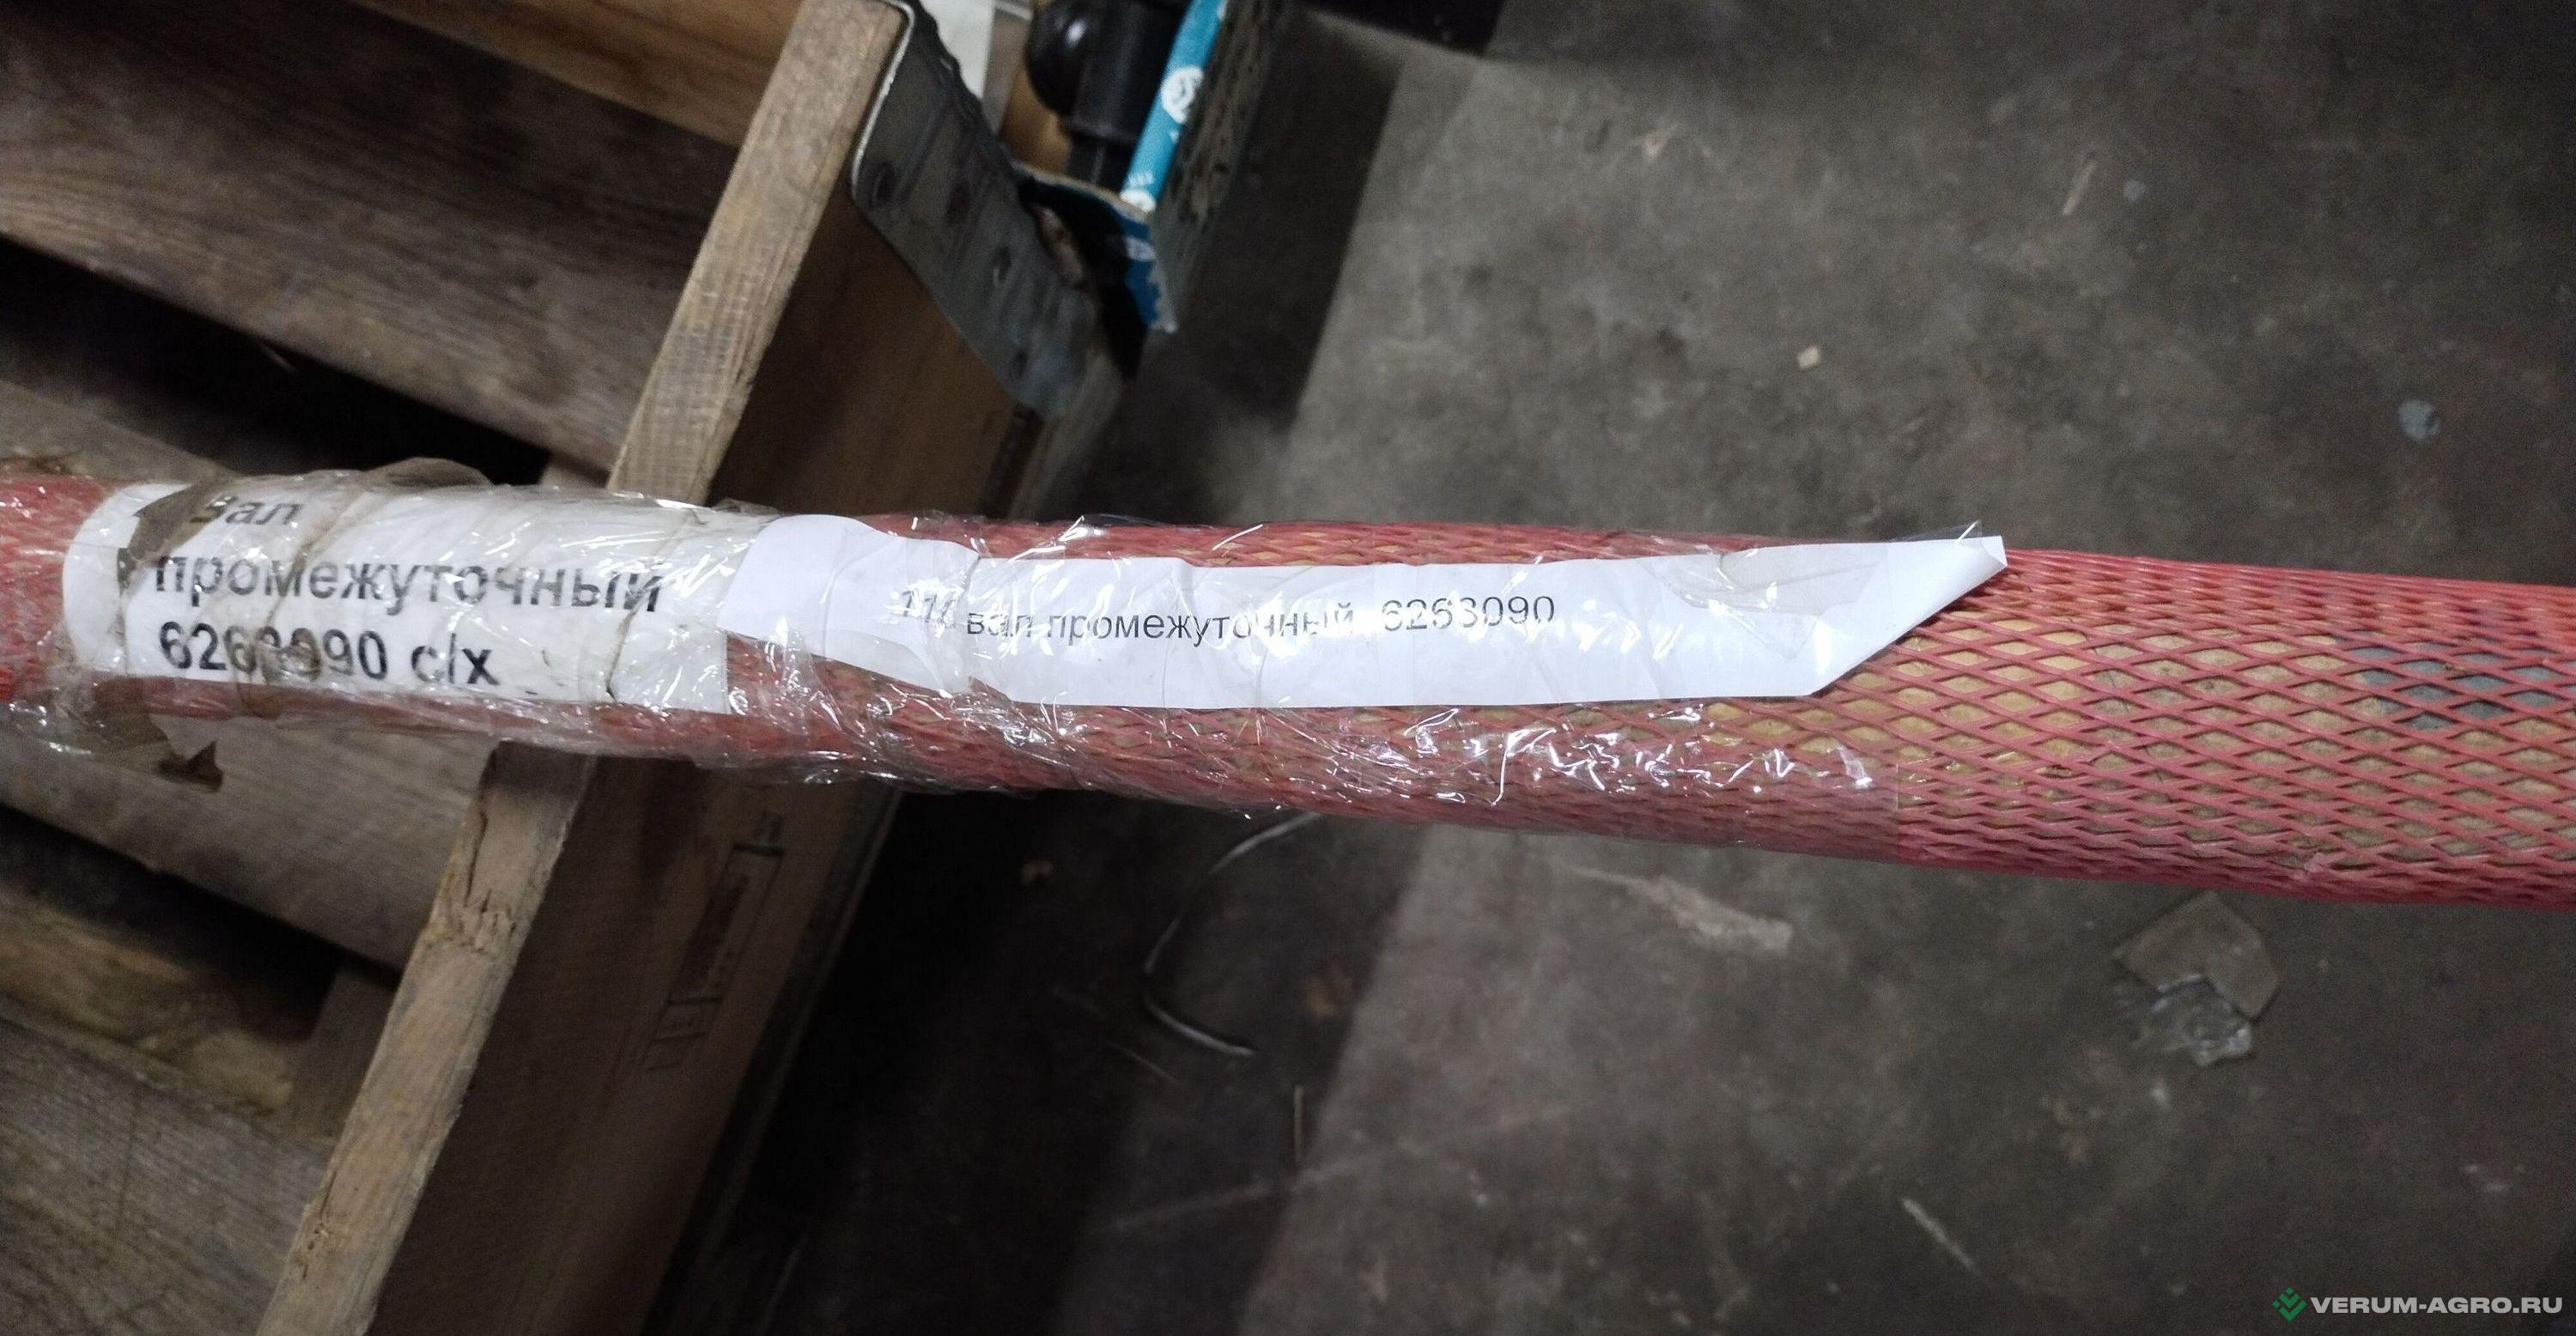 Вал
промежуточный
6263090 с/х
вал промежуточный 6263090
VERUM-AGRO.RU